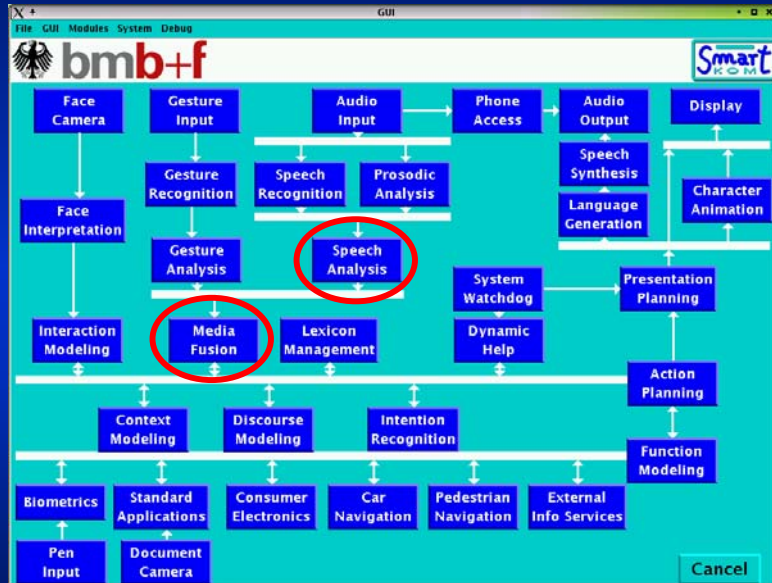 X + GUI
File GUI Modules System Debug
bmb+f
Smart
KOM
Face
Camera
Gesture
Input
Audio
Input
Phone
Access
Audio
Output
Display
Gesture
Recognition
Speech
Recognition
Prosodic
Analysis
Speech
Synthesis
Face
Interpretation
Language
Generation
Character
Animation
Gesture
Analysis
Speech
Analysis
System
Watchdog
Presentation
Planning
Interaction
Modeling
Media
Fusion
Lexicon
Management
Dynamic
Help
Action
Planning
Context
Modeling
Discourse
Modeling
Intention
Recognition
Function
Modeling
Biometrics
Standard
Applications
Consumer
Electronics
Car
Navigation
Pedestrian
Navigation
External
Info Services
Pen
Input
Document
Camera
Cancel